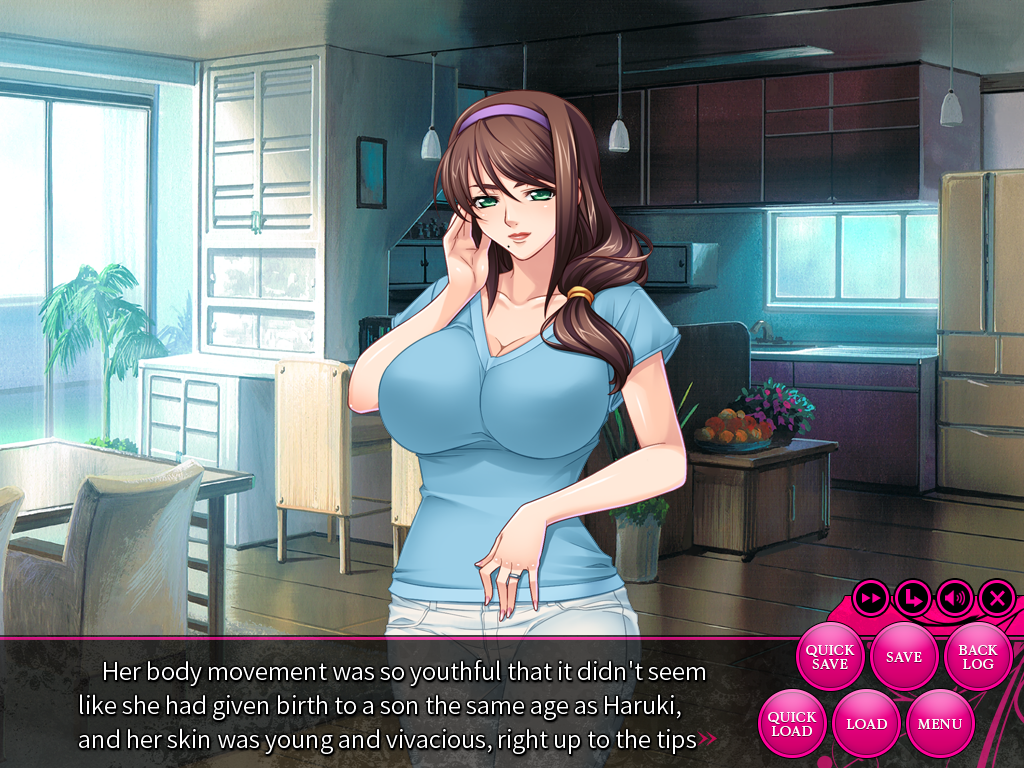 Her body movement was so youthful that it didn't seem
like she had given birth to a son the same age as Haruki,
and her skin was young and vivacious, right up to the tips
QUICK
SAVE
SAVE
BACK
LOG
QUICK
LOAD
LOAD
MENU